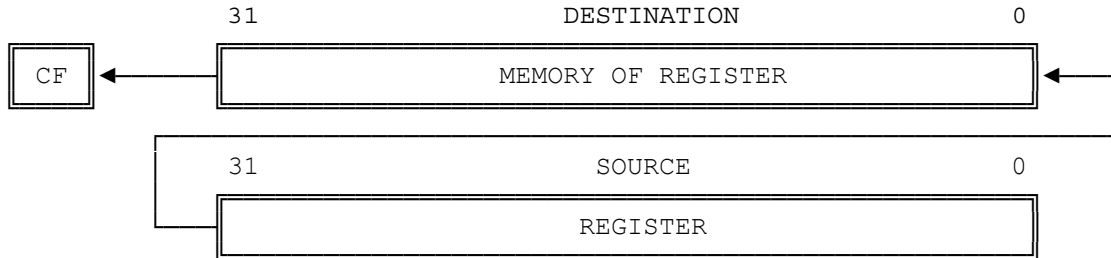 31 DESTINATION 0
CF MEMORY OF REGISTER
31 SOURCE 0
REGISTER